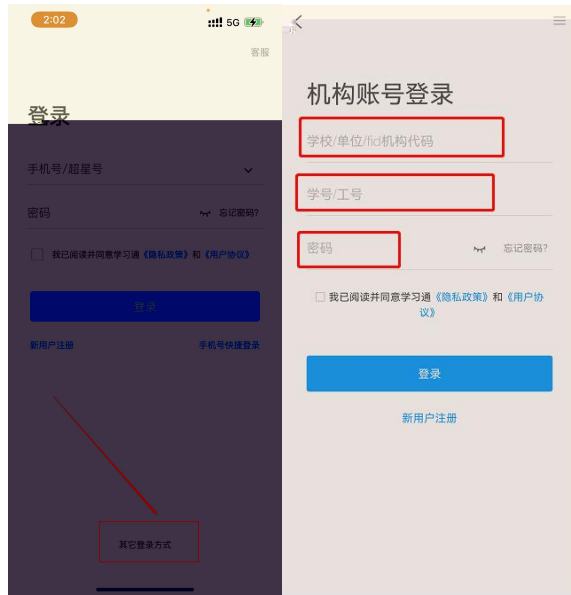 2:02
5G
客服
登录
手机号/超星号
密码
忘记密码?
我已阅读并同意学习通《隐私政策》和《用户协议》
登录
新用户注册
手机号快捷登录
其它登录方式
机构账号登录
学校/单位/fid机构代码
学号/工号
密码
忘记密码?
我已阅读并同意学习通《隐私政策》和《用户协
议》
登录
新用户注册